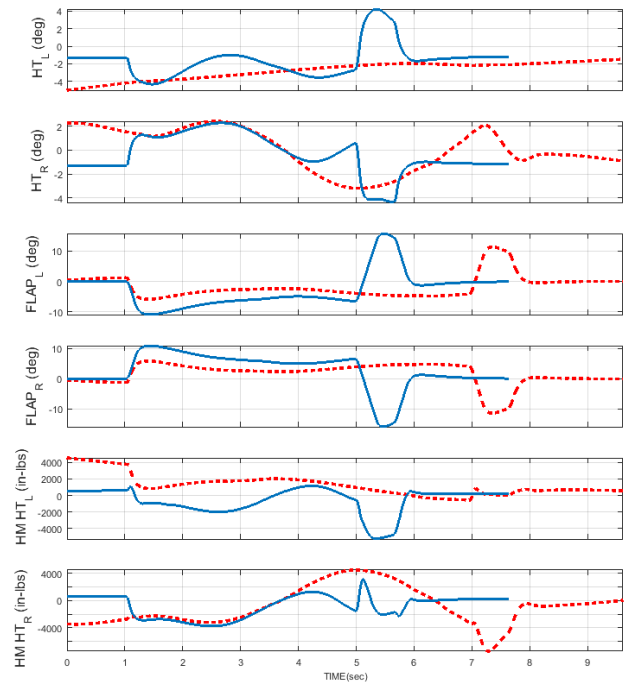 4
2
0
-2
-4
HT_L (deg)
2
0
-2
-4
HT_R (deg)
10
0
-10
FLAP_L (deg)
10
0
-10
FLAP_R (deg)
4000
2000
0
-2000
-4000
HM HT_L (in-lbs)
4000
0
-4000
HM HT_R (in-lbs)
0 1 2 3 4 5 6 7 8 9
TIME(sec)